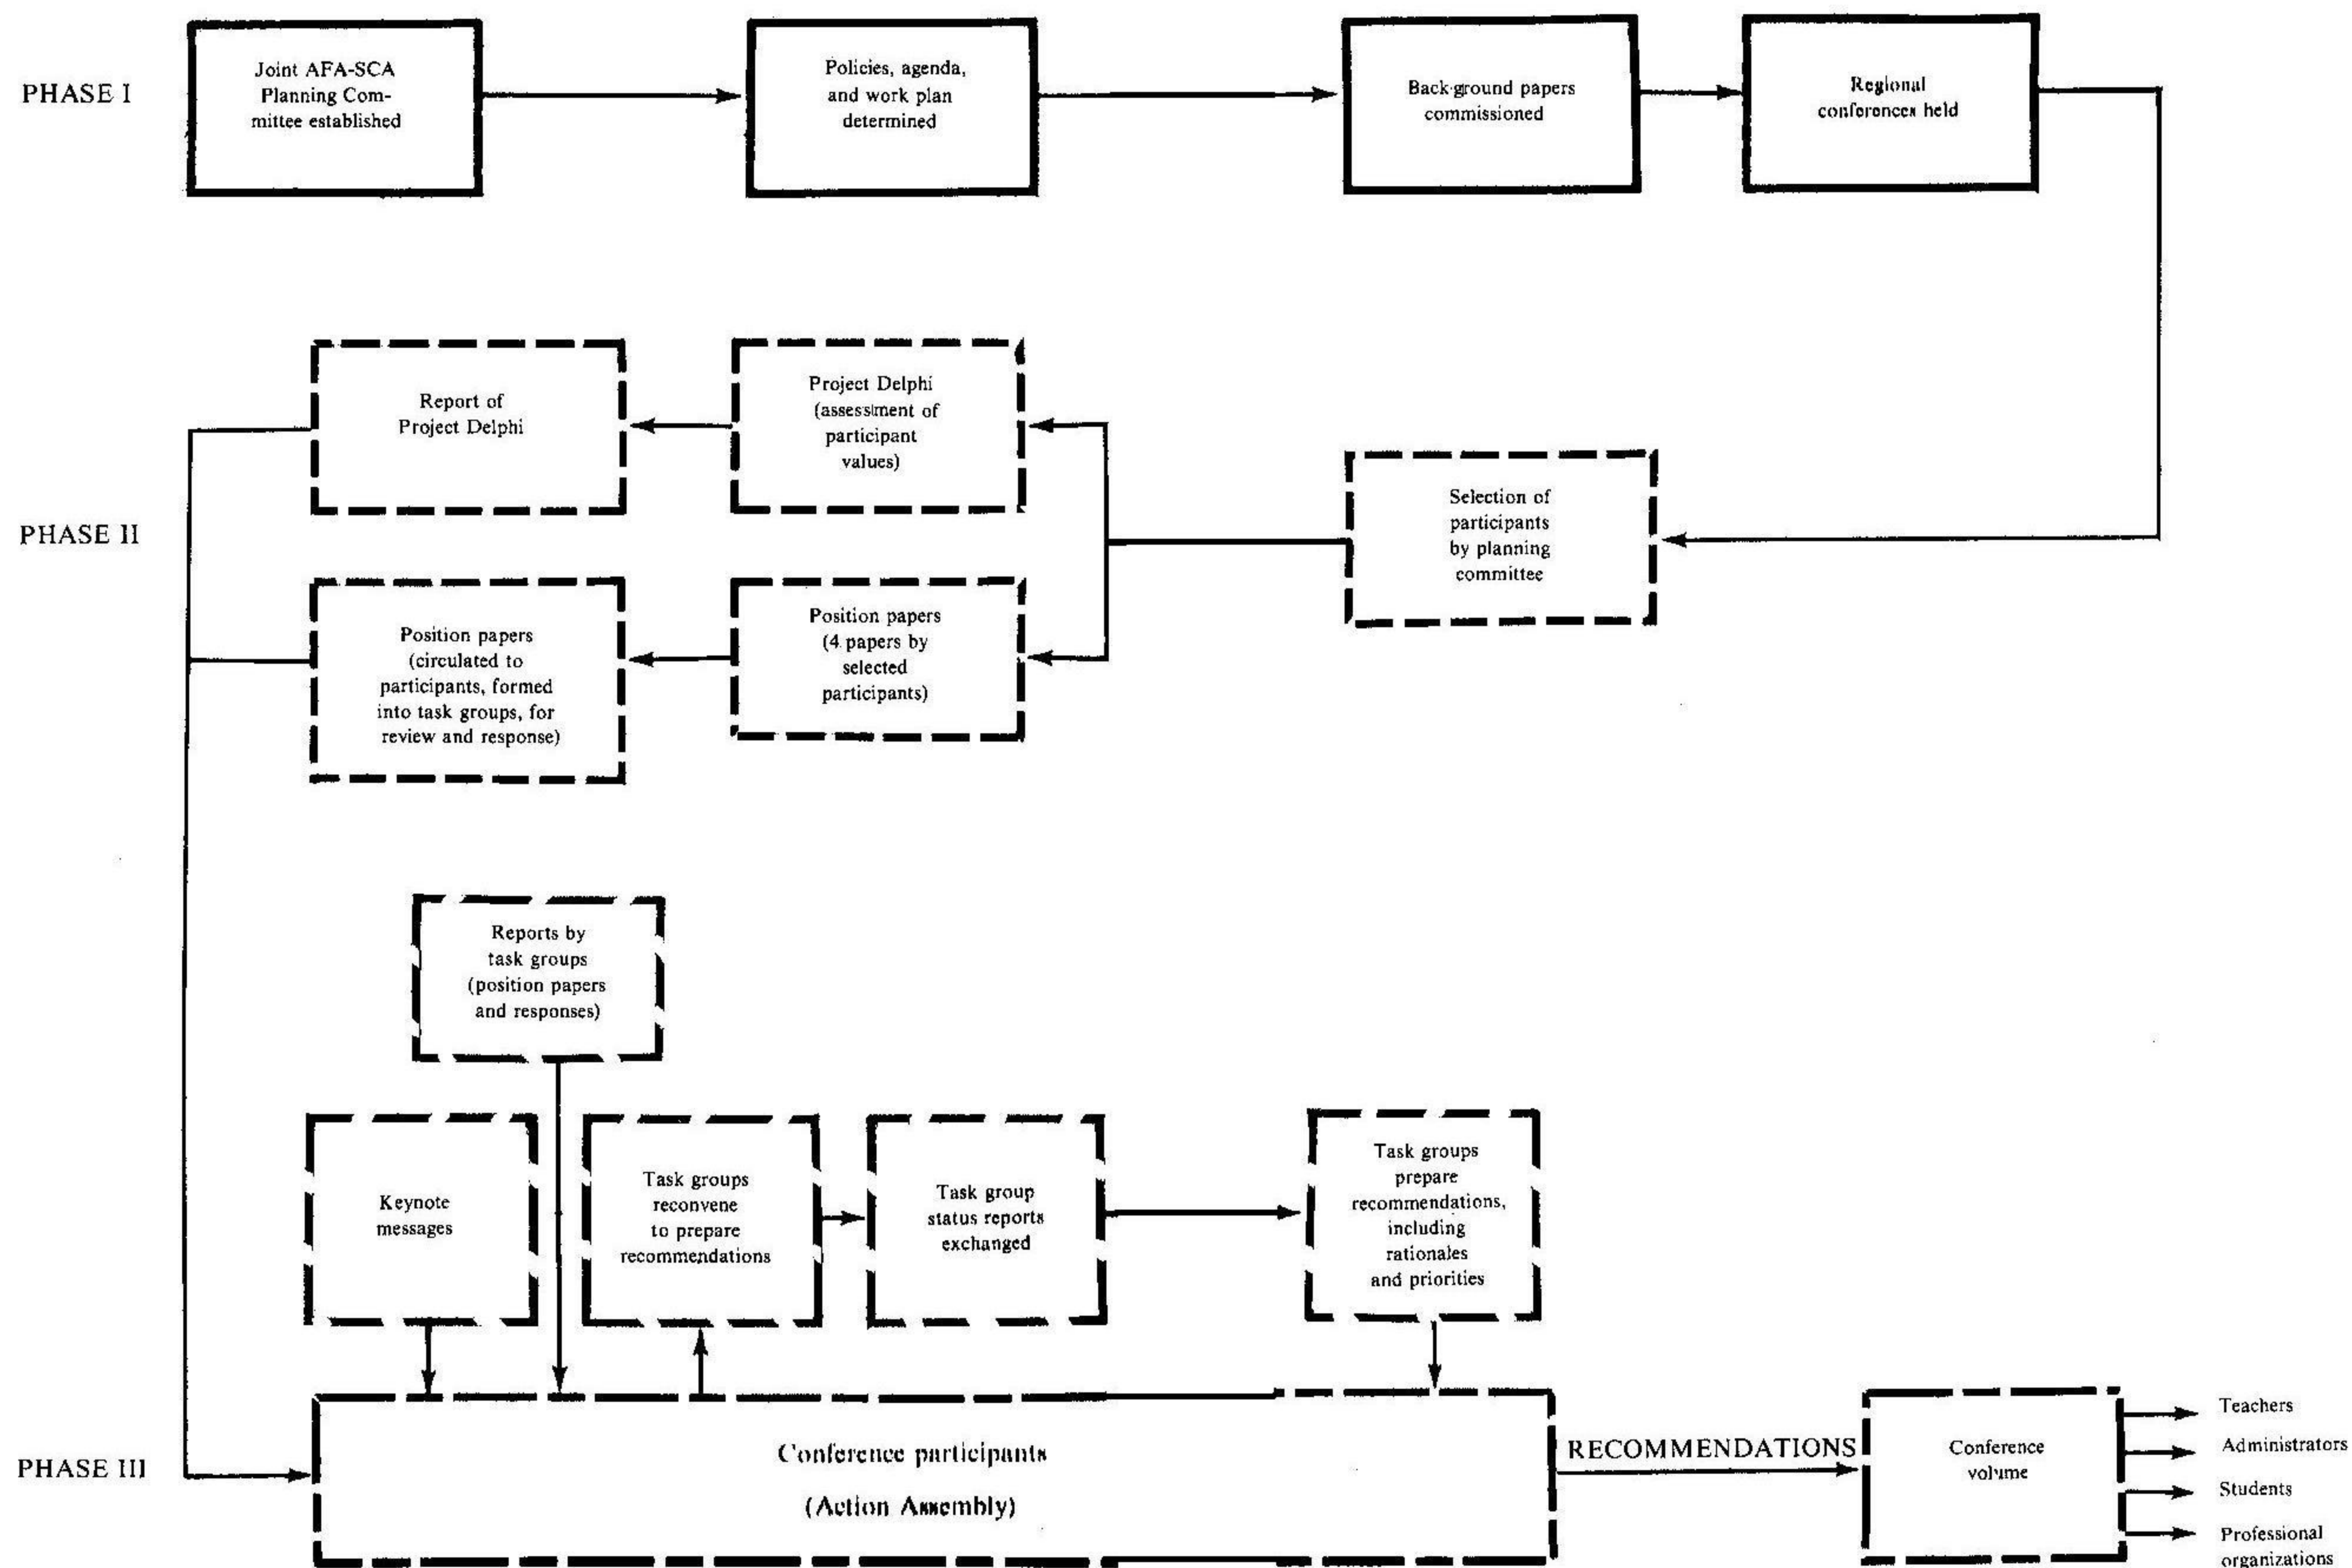 PHASE I
Joint AFA-SCA
Planning Com-
mittee established
Policies, agenda,
and work plan
determined
Back-ground papers
commissioned
Regional
conferences held
PHASE II
Report of
Project Delphi
Project Delphi
(assessment of
participant
values)
Selection of
participants
by planning
committee
Position papers
(circulated to
participants, formed
into task groups, for
review and response)
Position papers
(4 papers by
selected
participants)
Reports by
task groups
(position papers
and responses)
Keynote
messages
Task groups
reconvene
to prepare
recommendations
Task group
status reports
exchanged
Task groups
prepare
recommendations,
including
rationales
and priorities
PHASE III
Conference participants
(Action Assembly)
RECOMMENDATIONS
Conference
volume
Teachers
Administrators
Students
Professional
organizations